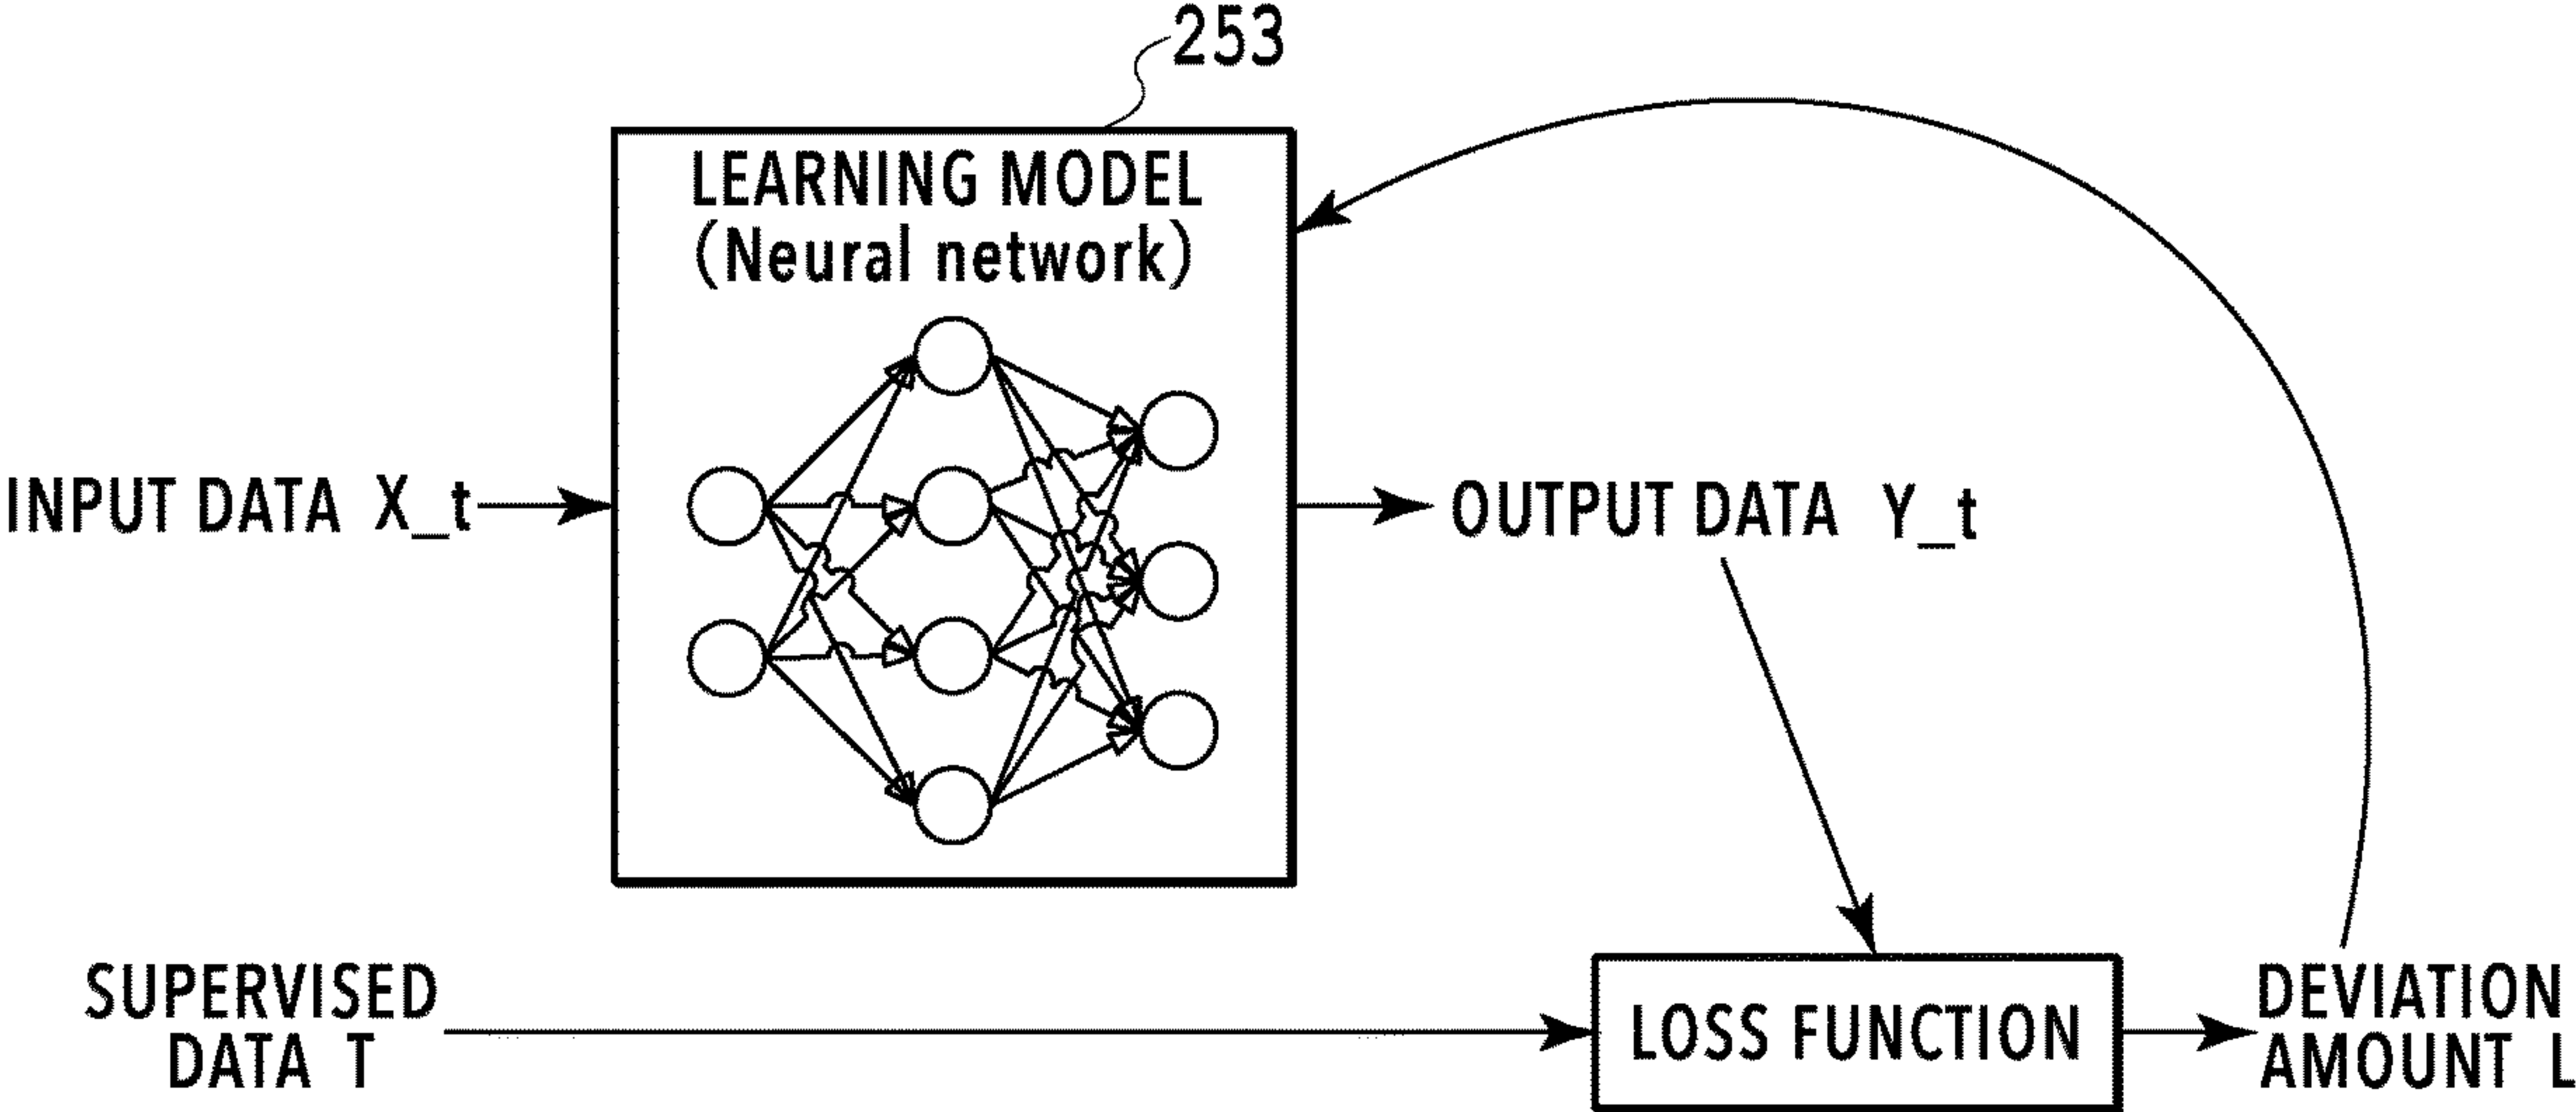 253
LEARNING MODEL
(Neural network)
INPUT DATA X_t
OUTPUT DATA Y_t
SUPERVISED
DATA T
LOSS FUNCTION
DEVIATION
AMOUNT L